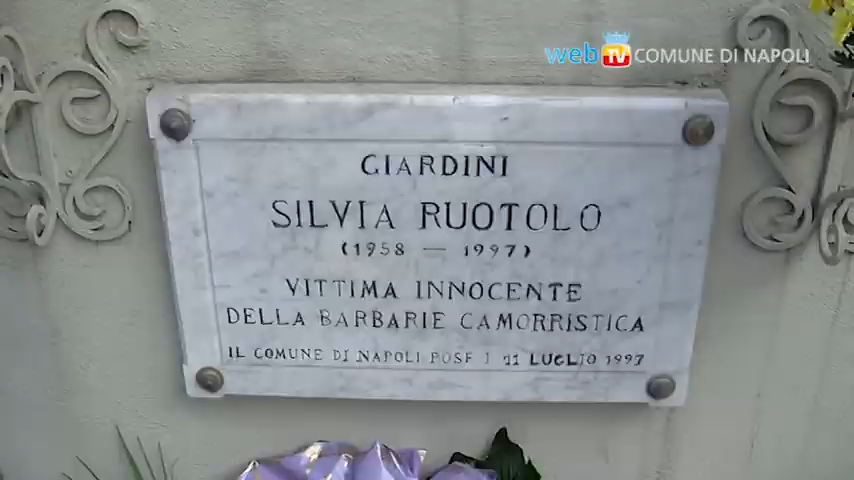 web TV COMUNE DI NAPOLI
GIARDINI
SILVIA RUOTOLO
(1958 — 1997)
VITTIMA INNOCENTE
DELLA BARBARIE CAMORRISTICA
IL COMUNE DI NAPOLI POSE 11 LUGLIO 1997